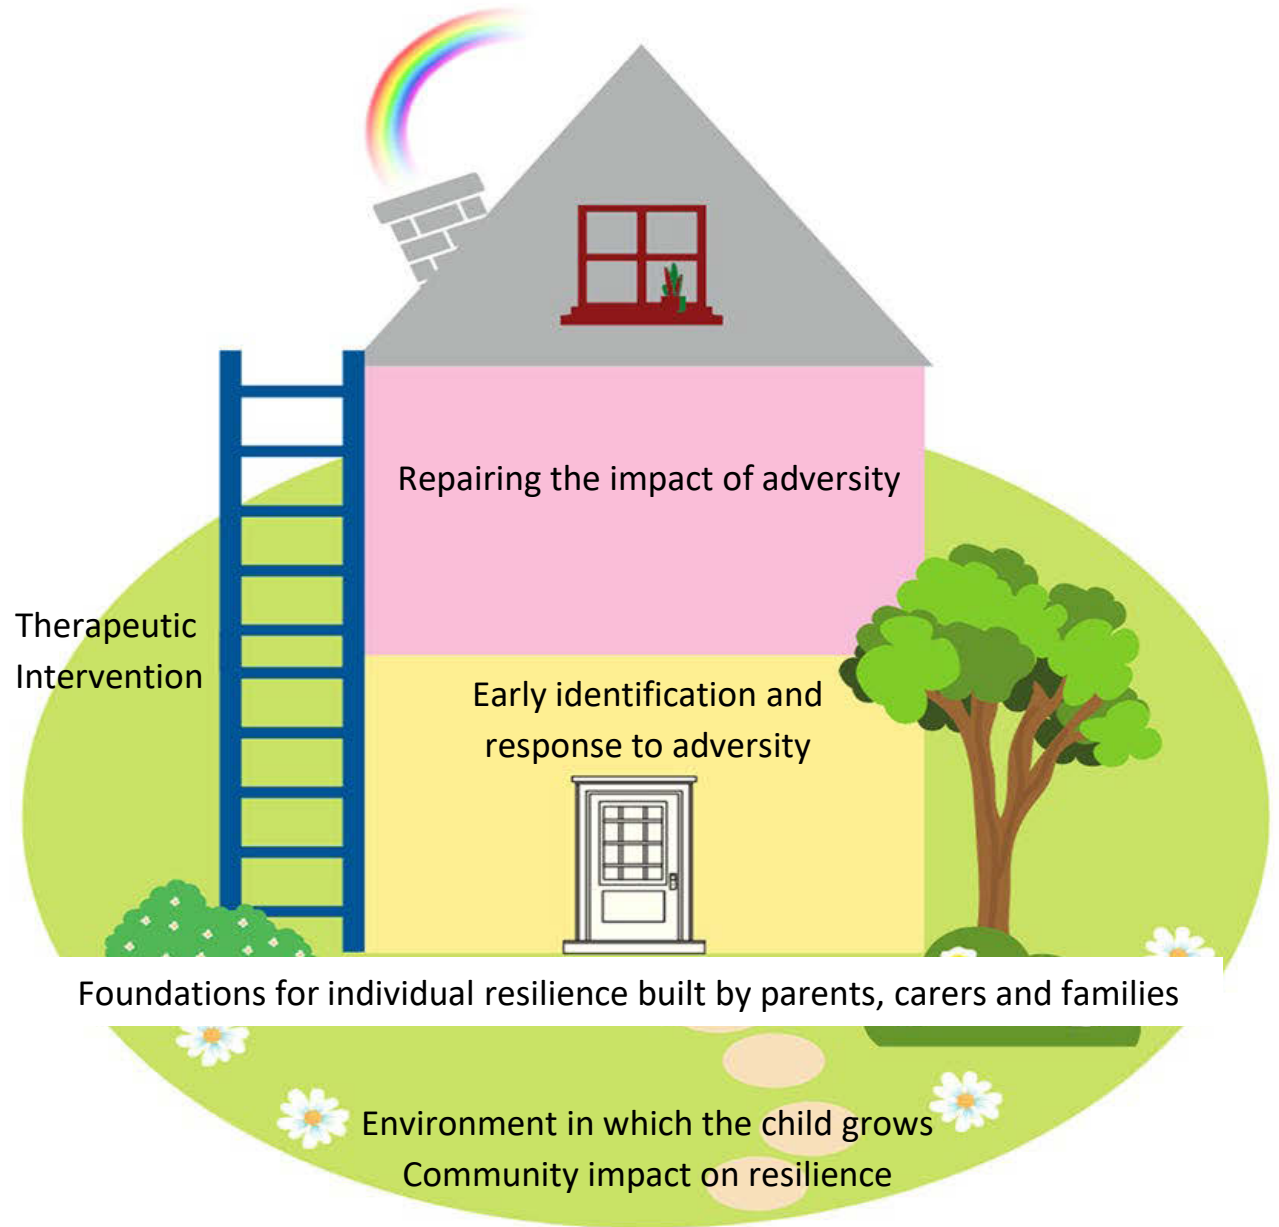 Repairing the impact of adversity
Therapeutic
Intervention
Early identification and
response to adversity
Foundations for individual resilience built by parents, carers and families
Environment in which the child grows
Community impact on resilience